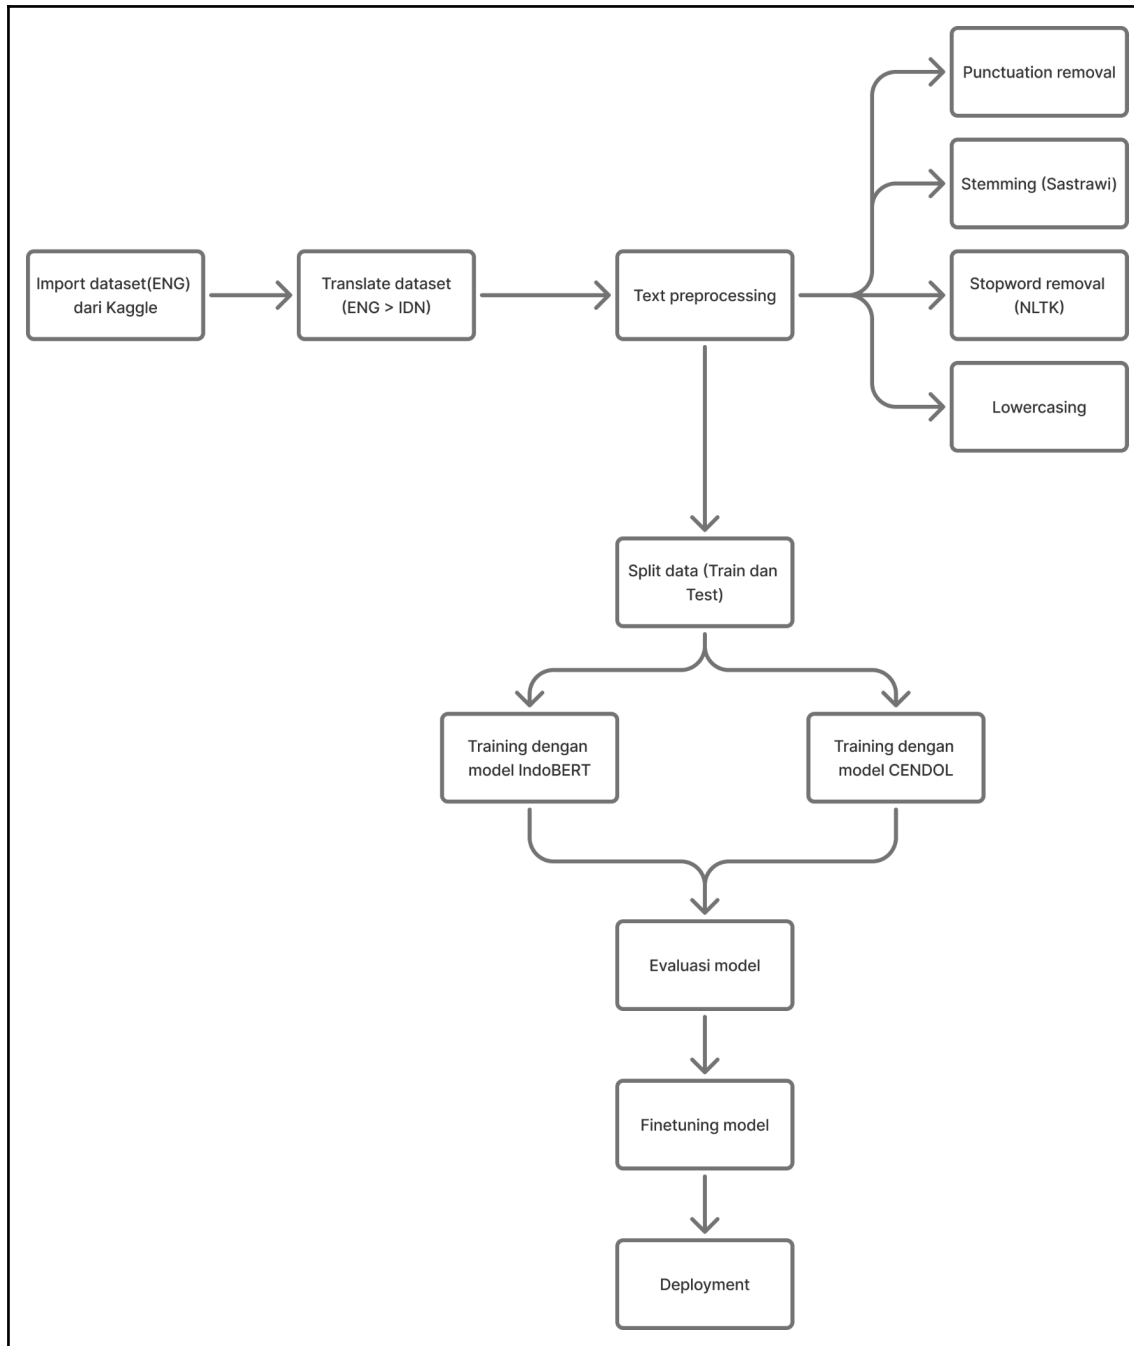 Punctuation removal
Stemming (Sastrawi)
Import dataset(ENG)
dari Kaggle
Translate dataset
(ENG > IDN)
Text preprocessing
Stopword removal
(NLTK)
Lowercasing
Split data (Train dan
Test)
Training dengan
model IndoBERT
Training dengan
model CENDOL
Evaluasi model
Finetuning model
Deployment